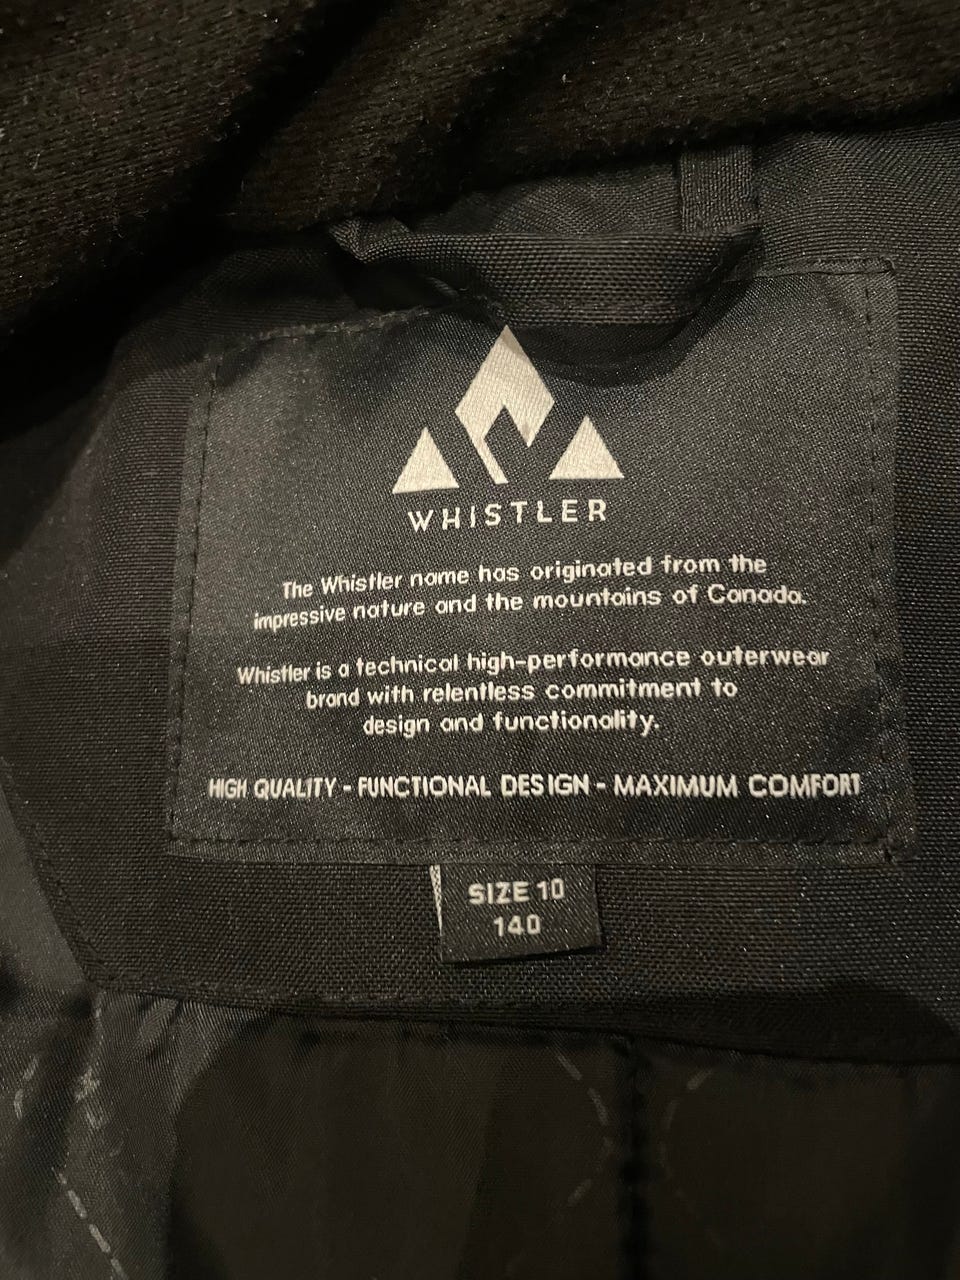 WHISTLER
The Whistler name has originated from the
impressive nature and the mountains of Canada.
Whistler is a technical high-performance outerwear
brand with relentless commitment to
design and functionality.
HIGH QUALITY - FUNCTIONAL DESIGN - MAXIMUM COMFORT
SIZE 10
140